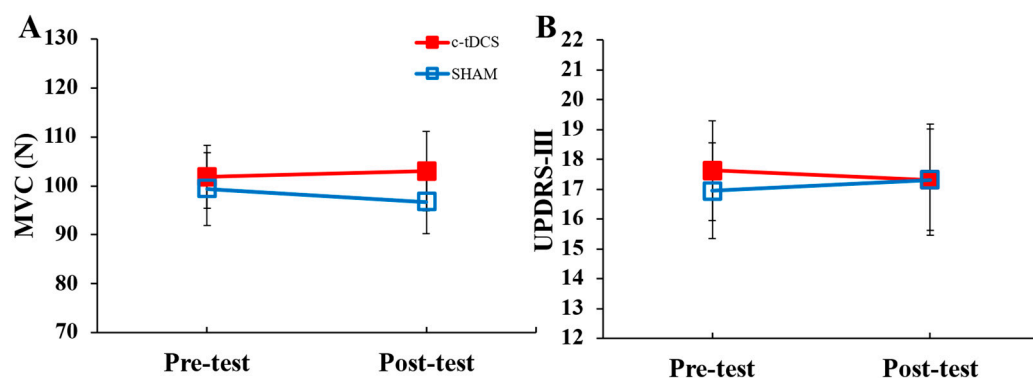 A
MVC (N)
130
120
110
100
90
80
70
Pre-test
Post-test
c-tDCS
SHAM
B
UPDRS-III
22
21
20
19
18
17
16
15
14
13
12
Pre-test
Post-test